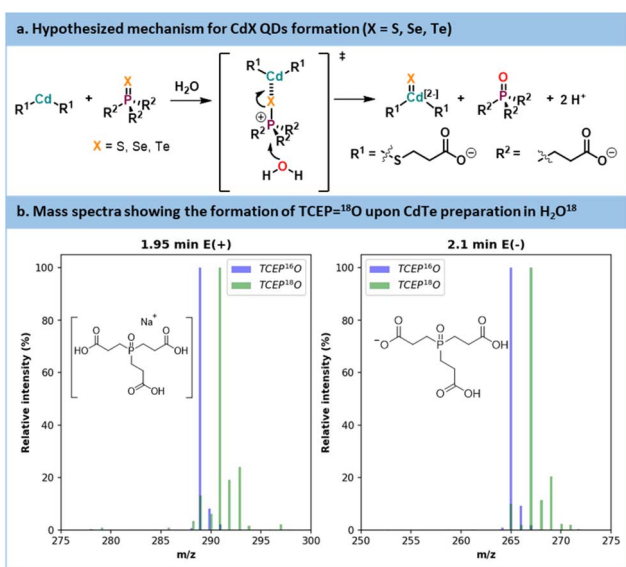 a. Hypothesized mechanism for CdX QDs formation (X = S, Se, Te)
R¹ Cd R¹ + X P R² R² R² H₂O R¹ R¹ Cd X ⊕ P R² R² R² H O H ‡ X Cd [2-] R¹ R¹ + O P R² R² R² + 2 H⁺
X = S, Se, Te
R¹ = S O O⊖ R² = O O⊖
b. Mass spectra showing the formation of TCEP=¹⁸O upon CdTe preparation in H₂O¹⁸
1.95 min E(+)
TCEP¹⁶O
TCEP¹⁸O
Na⁺
HO O O P O OH O OH
Relative intensity (%)
100
80
60
40
20
0
275 280 285 290 295 300
m/z
2.1 min E(-)
TCEP¹⁶O
TCEP¹⁸O
⁻O O O P O OH O OH
Relative intensity (%)
100
80
60
40
20
0
250 255 260 265 270 275
m/z